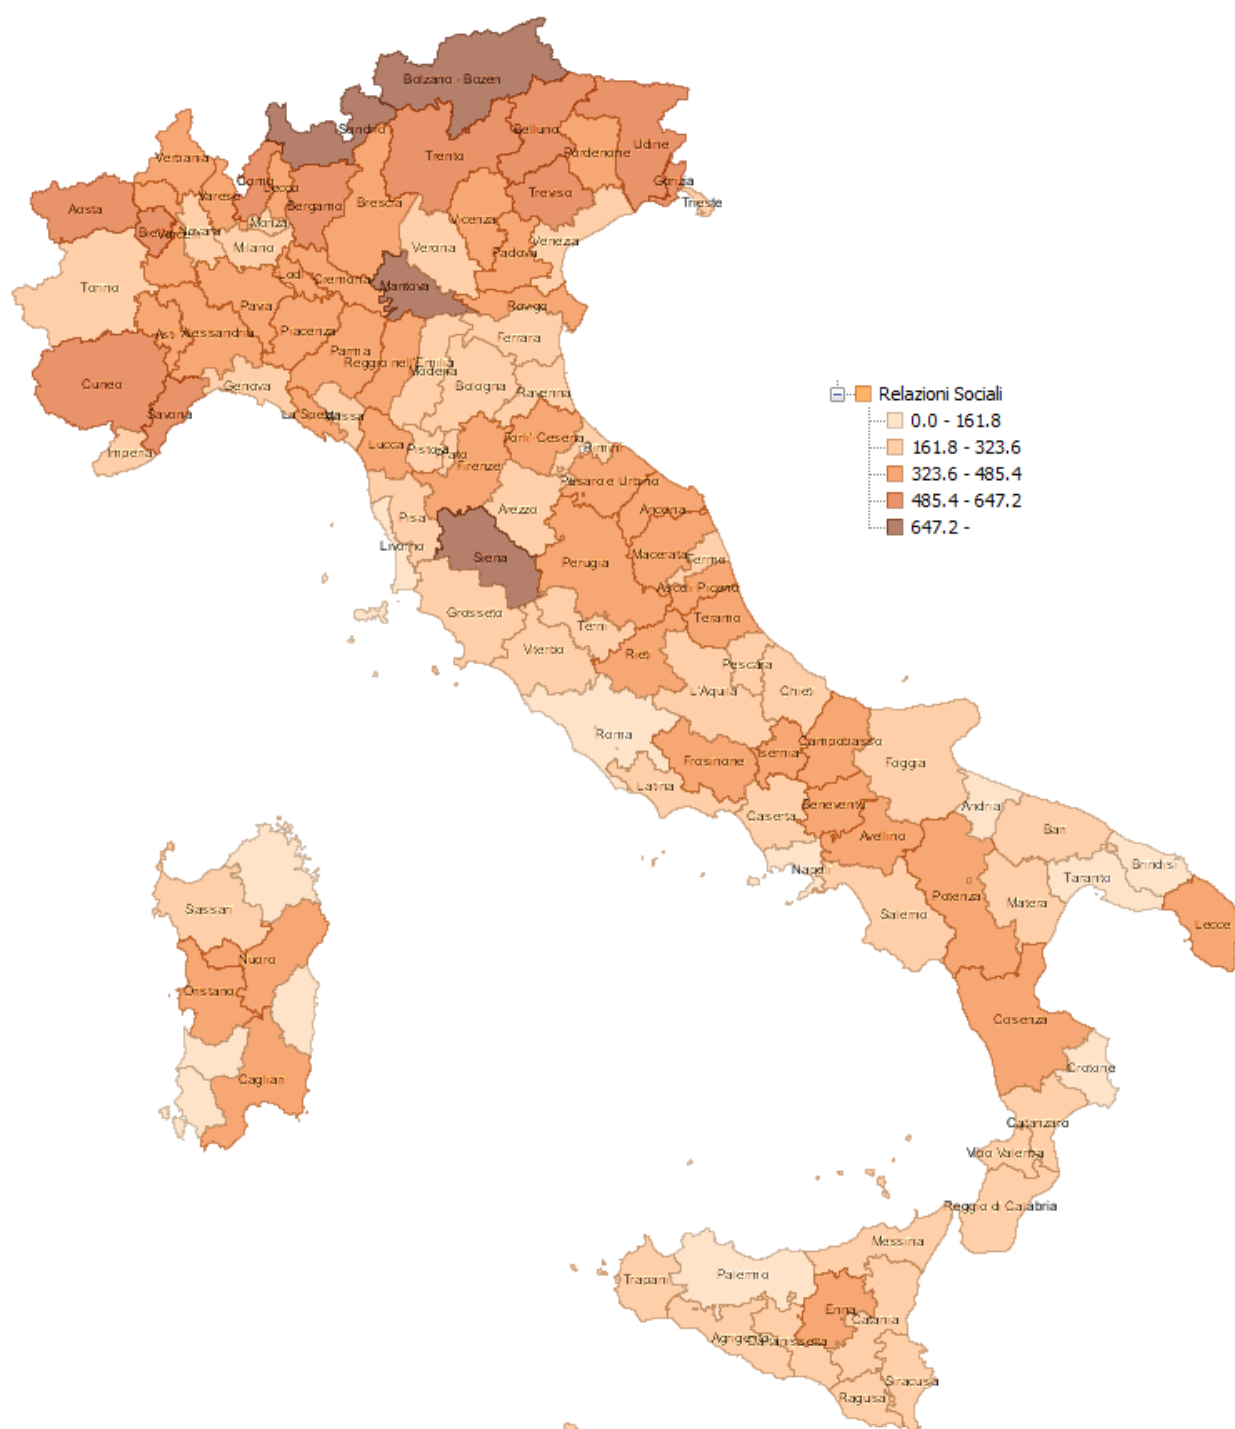 Bolzano - Bozen
Sondrio
Belluno
Udine
Trento
Pordenone
Verbania
Como
Lecco
Gorizia
Treviso
Varese
Bergamo
Brescia
Trieste
Aosta
Vicenza
Monza
Novara
Milano
Verona
Venezia
Padova
Torino
Lodi
Cremona
Mantova
Pavia
Rovigo
Asti
Alessandria
Piacenza
Ferrara
Parma
Reggio nell'Emilia
Modena
Cuneo
Genova
Bologna
Ravenna
Relazioni Sociali
0.0 - 161.8
Savona
La Spezia
Massa
Forli'-Cesena
Lucca
Pistoia
Prato
Rimini
161.8 - 323.6
Imperia
Firenze
323.6 - 485.4
Pesaro e Urbino
485.4 - 647.2
Arezzo
Ancona
Pisa
647.2 -
Livorno
Siena
Perugia
Macerata
Fermo
Ascoli Piceno
Grosseto
Teramo
Terni
Viterbo
Rieti
Pescara
L'Aquila
Chieti
Roma
Campobasso
Isernia
Frosinone
Foggia
Latina
Benevento
Andria
Caserta
Avellino
Bari
Napoli
Brindisi
Taranto
Potenza
Matera
Sassari
Salerno
Lecce
Nuoro
Oristano
Cosenza
Crotone
Cagliari
Catanzaro
Vibo Valentia
Reggio di Calabria
Messina
Palermo
Trapani
Enna
Catania
Agrigento
Caltanissetta
Siracusa
Ragusa